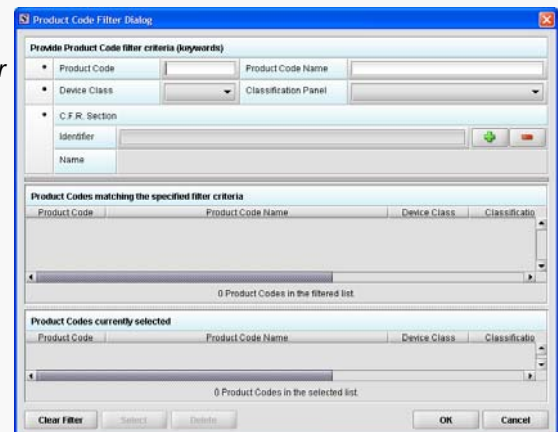 Product Code Filter Dialog
Provide Product Code filter criteria (keywords)
r
• Product Code Product Code Name
• Device Class Classification Panel
• C.F.R. Section
Identifier
Name
Product Codes matching the specified filter criteria
Product Code Product Code Name Device Class Classificatio
0 Product Codes in the filtered list.
Product Codes currently selected
Product Code Product Code Name Device Class Classificatio
0 Product Codes in the selected list.
Clear Filter Select Delete OK Cancel